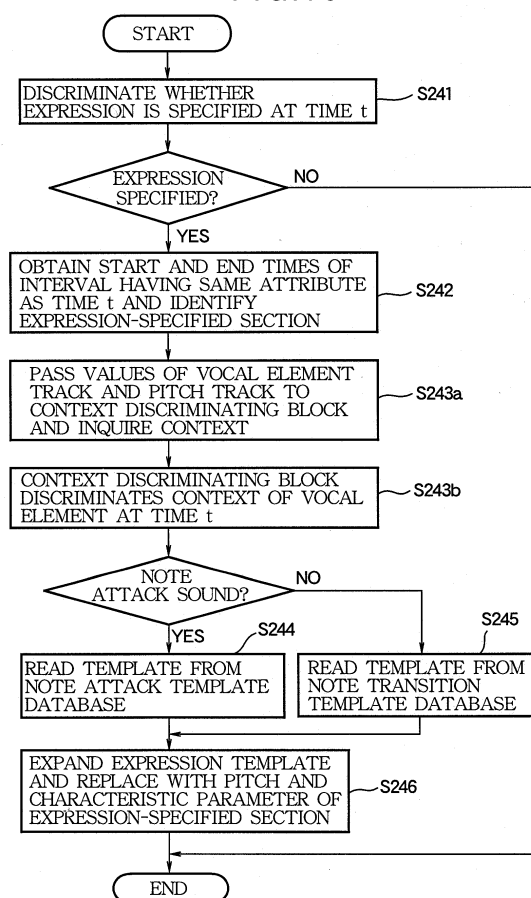 START
DISCRIMINATE WHETHER
EXPRESSION IS SPECIFIED AT TIME t
S241
EXPRESSION
SPECIFIED?
NO
YES
OBTAIN START AND END TIMES OF
INTERVAL HAVING SAME ATTRIBUTE
AS TIME t AND IDENTIFY
EXPRESSION-SPECIFIED SECTION
S242
PASS VALUES OF VOCAL ELEMENT
TRACK AND PITCH TRACK TO
CONTEXT DISCRIMINATING BLOCK
AND INQUIRE CONTEXT
S243a
CONTEXT DISCRIMINATING BLOCK
DISCRIMINATES CONTEXT OF VOCAL
ELEMENT AT TIME t
S243b
NOTE
ATTACK SOUND?
NO
YES
S244
READ TEMPLATE FROM
NOTE ATTACK TEMPLATE
DATABASE
S245
READ TEMPLATE FROM
NOTE TRANSITION
TEMPLATE DATABASE
EXPAND EXPRESSION TEMPLATE
AND REPLACE WITH PITCH AND
CHARACTERISTIC PARAMETER OF
EXPRESSION-SPECIFIED SECTION
S246
END